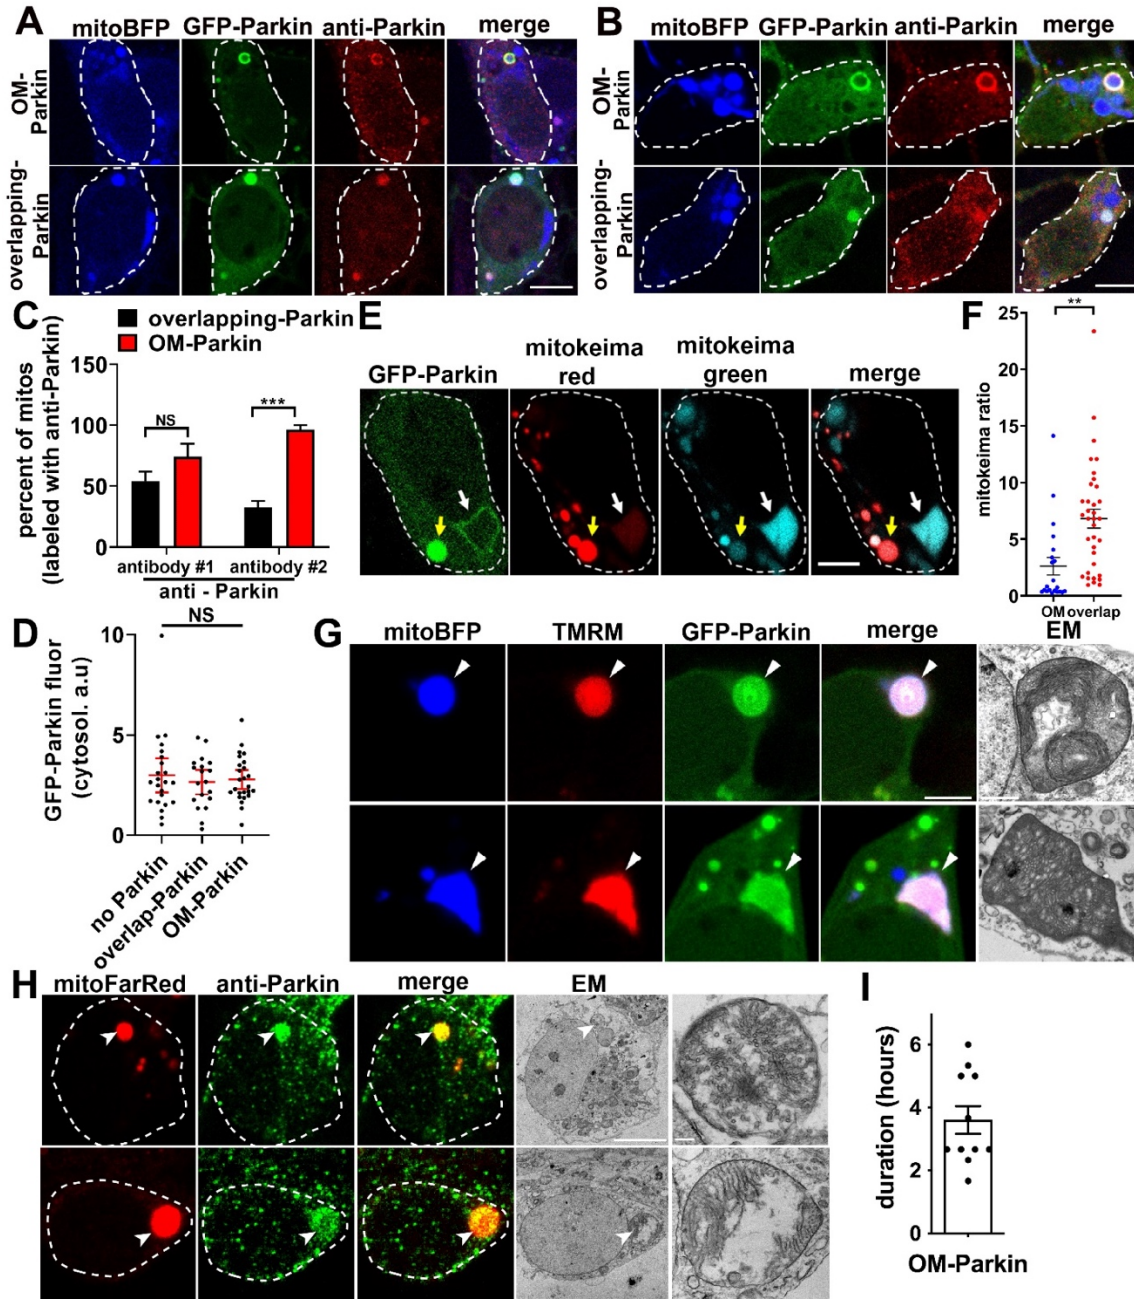 A
mitoBFP GFP-Parkin anti-Parkin merge
OM-
Parkin
overlapping-
Parkin
B
mitoBFP GFP-Parkin anti-Parkin merge
OM-
Parkin
overlapping-
Parkin
C
overlapping-Parkin
OM-Parkin
percent of mitos
(labeled with anti-Parkin)
150
100
50
0
NS
***
antibody #1 antibody #2
anti - Parkin
E
GFP-Parkin
mitokeima
red
mitokeima
green
merge
F
**
mitokeima ratio
25
20
15
10
5
0
OM overlap
D
NS
GFP-Parkin fluor
(cytosol. a.u)
10
5
0
no Parkin
overlap-Parkin
OM-Parkin
G
mitoBFP TMRM GFP-Parkin merge EM
H
mitoFarRed anti-Parkin merge EM
I
duration (hours)
6
4
2
0
OM-Parkin